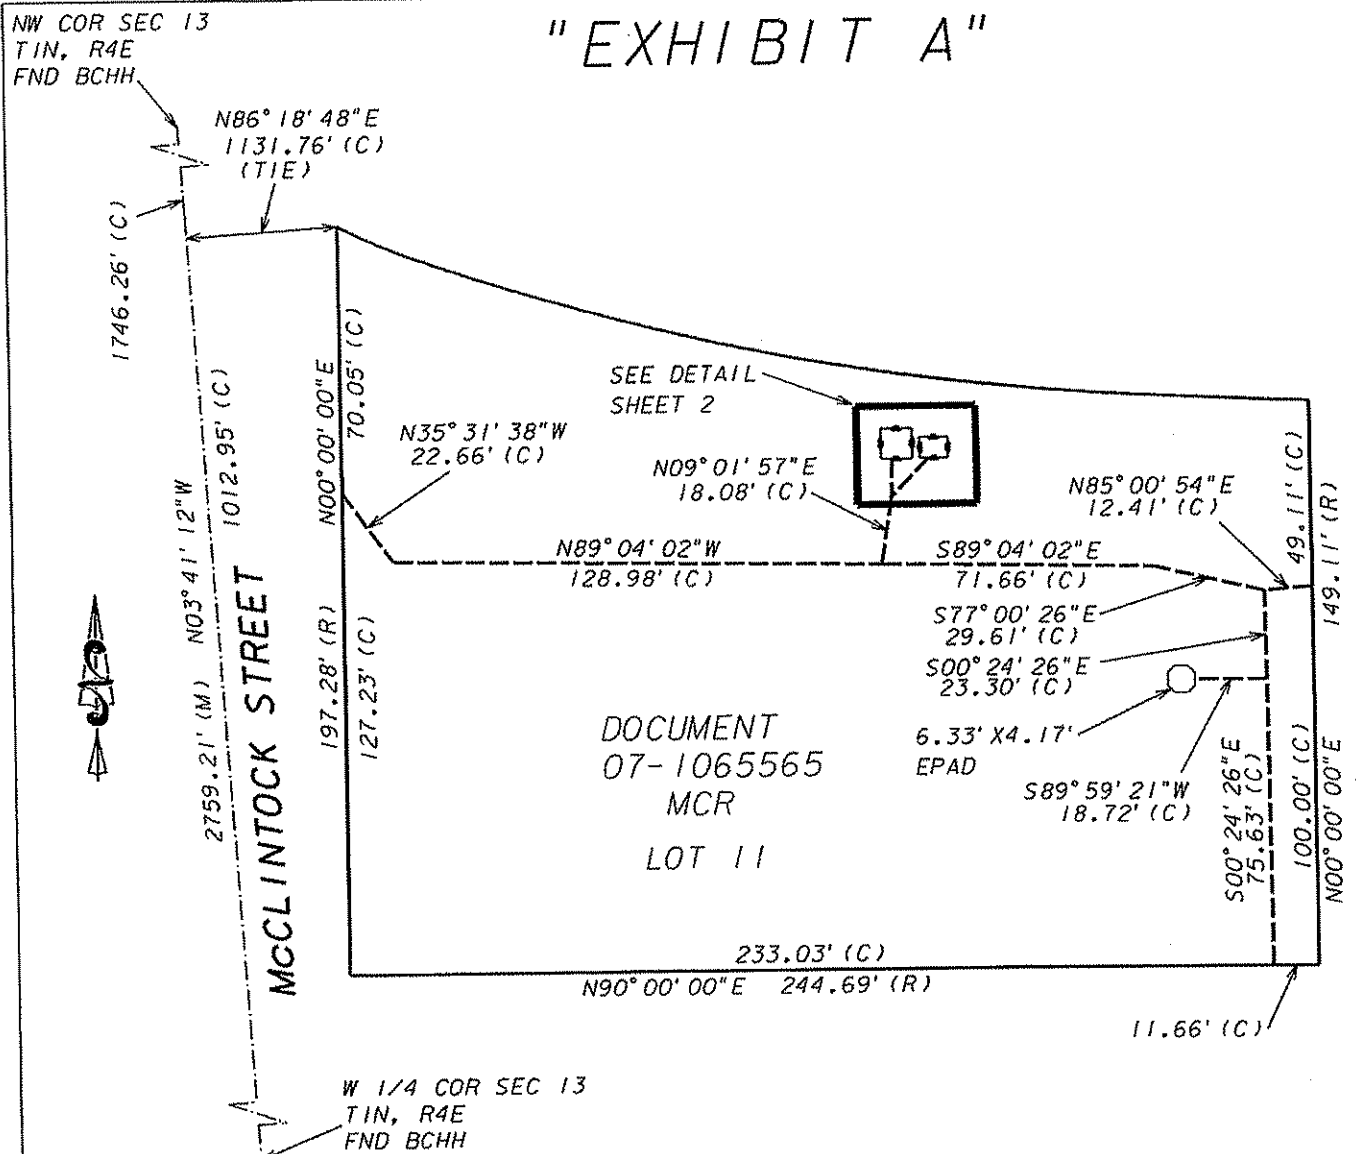 "EXHIBIT A"
NW COR SEC 13
T1N, R4E
FND BCHH
N86°18'48"E
1131.76' (C)
(TIE)
1746.26' (C)
N00°00'00"E
70.05' (C)
SEE DETAIL
SHEET 2
N35°31'38"W
22.66' (C)
N09°01'57"E
18.08' (C)
N85°00'54"E
12.41' (C)
49.11' (C)
149.11' (R)
N89°04'02"W
128.98' (C)
S89°04'02"E
71.66' (C)
S77°00'26"E
29.61' (C)
S00°24'26"E
23.30' (C)
2759.21' (M) N03°41'12"W 1012.95' (C)
McCLINTOCK STREET
197.28' (R)
127.23' (C)
DOCUMENT
07-1065565
MCR
LOT 11
6.33'X4.17'
EPAD
S89°59'21"W
18.72' (C)
S00°24'26"E
75.63' (C)
100.00' (C)
N00°00'00"E
233.03' (C)
N90°00'00"E 244.69' (R)
11.66' (C)
W 1/4 COR SEC 13
T1N, R4E
FND BCHH